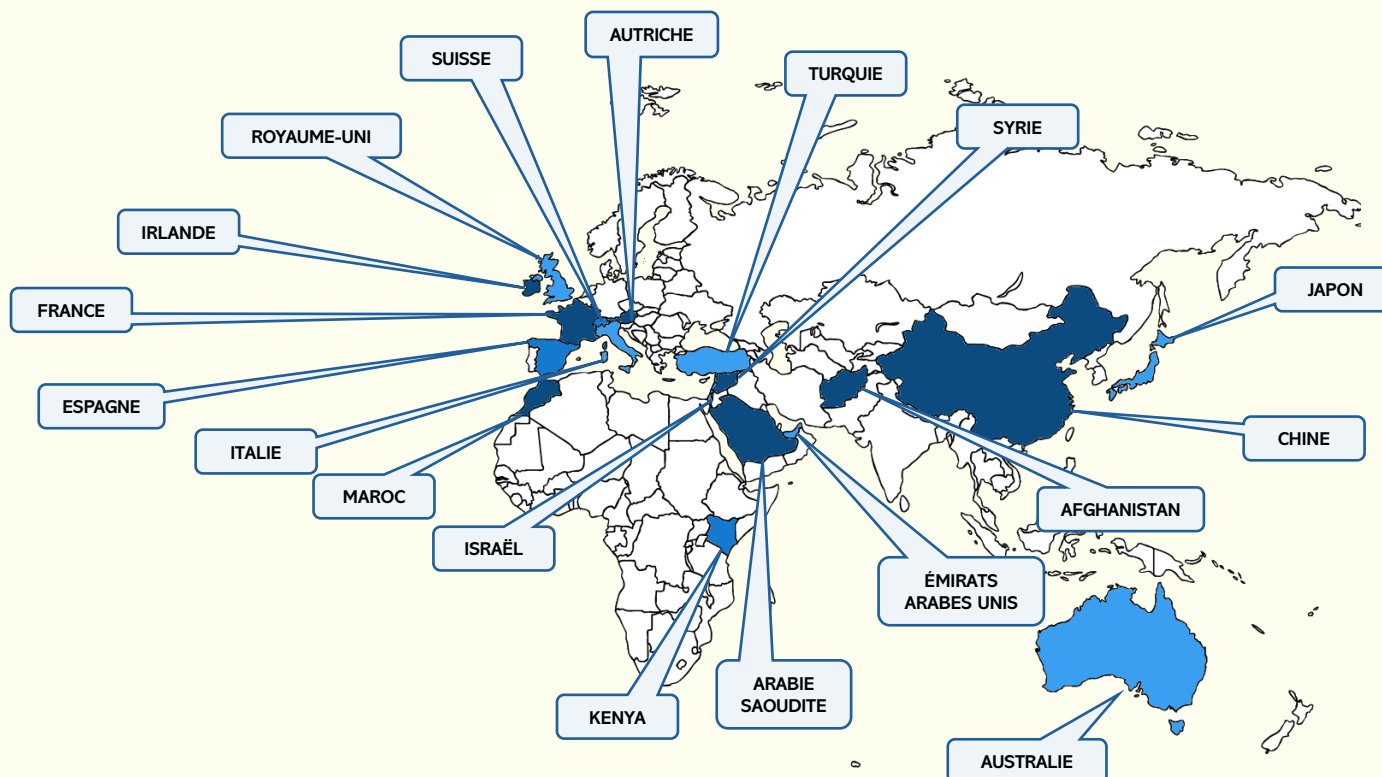 AUTRICHE
SUISSE
TURQUIE
SYRIE
ROYAUME-UNI
IRLANDE
JAPON
FRANCE
ESPAGNE
CHINE
ITALIE
MAROC
AFGHANISTAN
ISRAËL
ÉMIRATS
ARABES UNIS
ARABIE
SAOUDITE
KENYA
AUSTRALIE